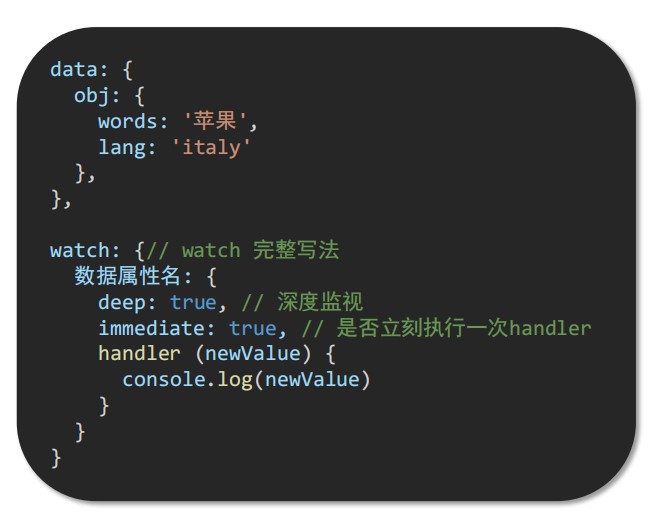 data: {
  obj: {
    words: '苹果',
    lang: 'italy'
  },
},

watch: {// watch 完整写法
  数据属性名: {
    deep: true, // 深度监视
    immediate: true, // 是否立刻执行一次handler
    handler (newValue) {
      console.log(newValue)
    }
  }
}